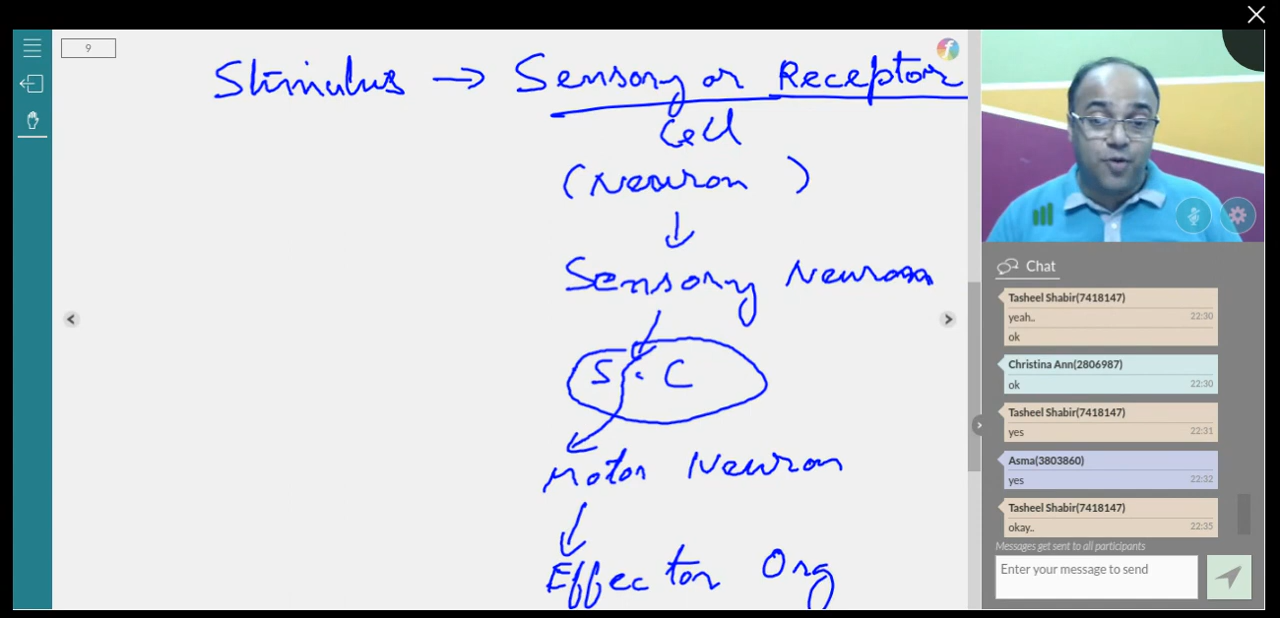 9
Stimulus → Sensory or Receptor
Cell
(Neuron)
↓
Sensory Neuron
S.C
Motor Neuron
↓
Effector Org
Chat
Tasheel Shabir(7418147)
yeah..
22:30
ok
Christina Ann(2806987)
ok
22:30
Tasheel Shabir(7418147)
yes
22:31
Asma(3803860)
yes
22:32
Tasheel Shabir(7418147)
okay..
22:35
Messages get sent to all participants
Enter your message to send